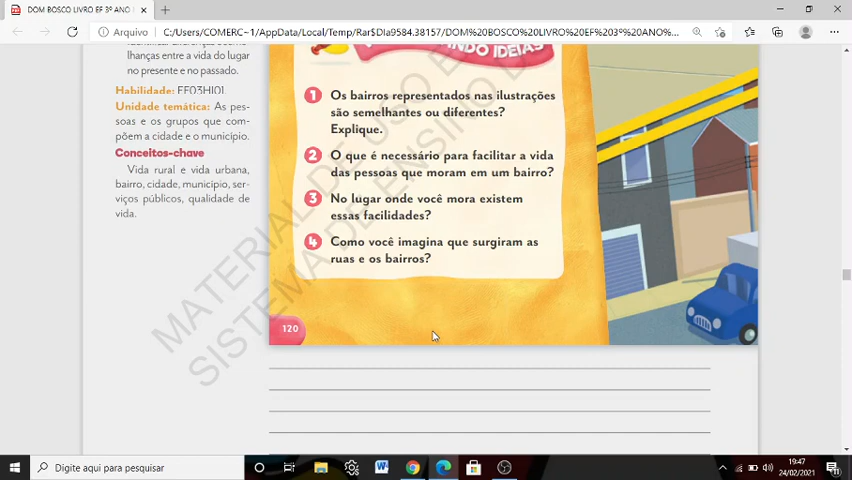 DOM BOSCO LIVRO EF 3º ANO
Arquivo
C:/Users/COMERC~1/AppData/Local/Temp/Rar$DIa9584.38157/DOM%20BOSCO%20LIVRO%20EF%203º%20ANO%...
lhanças entre a vida do lugar
no presente e no passado.
Habilidade: EF03HI01
Unidade temática: As pes-
soas e os grupos que com-
põem a cidade e o município.
Conceitos-chave
Vida rural e vida urbana,
bairro, cidade, município, ser-
viços públicos, qualidade de
vida.
IDEIAS
1 Os bairros representados nas ilustrações
são semelhantes ou diferentes?
Explique.
2 O que é necessário para facilitar a vida
das pessoas que moram em um bairro?
3 No lugar onde você mora existem
essas facilidades?
4 Como você imagina que surgiram as
ruas e os bairros?
120
MATERIAL DE USO E
SISTEMA DE ENSINO D
Digite aqui para pesquisar
19:47
24/02/2021